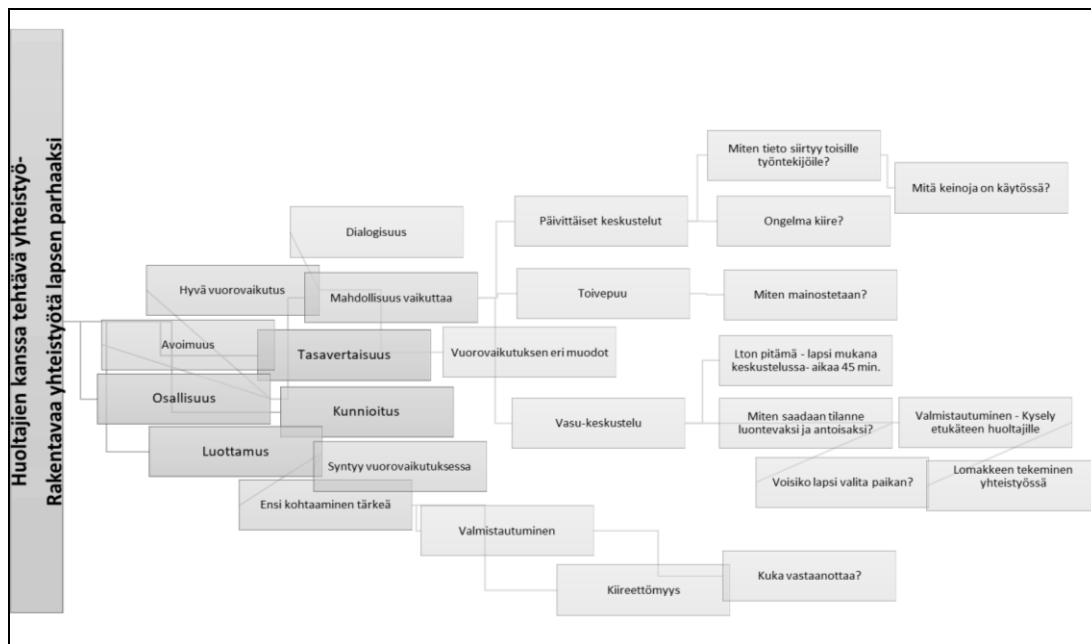 Huoltajien kanssa tehtävä yhteistyö-
Rakentavaa yhteistyötä lapsen parhaaksi
Hyvä vuorovaikutus
Avoimuus
Osallisuus
Luottamus
Ensi kohtaaminen tärkeä
Dialogisuus
Mahdollisuus vaikuttaa
Tasavertaisuus
Kunnioitus
Syntyy vuorovaikutuksessa
Vuorovaikutuksen eri muodot
Valmistautuminen
Kiireettömyys
Kuka vastaanottaa?
Päivittäiset keskustelut
Miten tieto siirtyy toisille
työntekijöile?
Mitä keinoja on käytössä?
Ongelma kiire?
Toivepuu
Miten mainostetaan?
Vasu-keskustelu
Lton pitämä - lapsi mukana
keskustelussa- aikaa 45 min.
Miten saadaan tilanne
luontevaksi ja antoisaksi?
Valmistautuminen - Kysely
etukäteen huoltajille
Voisiko lapsi valita paikan?
Lomakkeen tekeminen
yhteistyössä